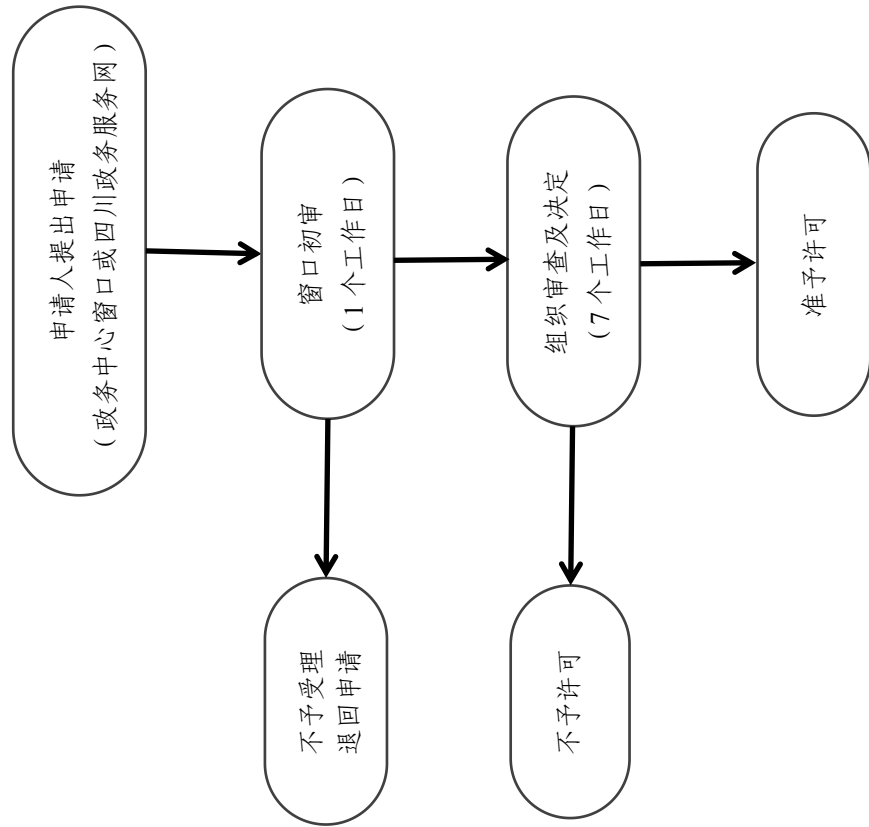 申请人提出申请
（政务中心窗口或四川政务服务网）
窗口初审
（1个工作日）
不予受理
退回申请
组织审查及决定
（7个工作日）
不予许可
准予许可